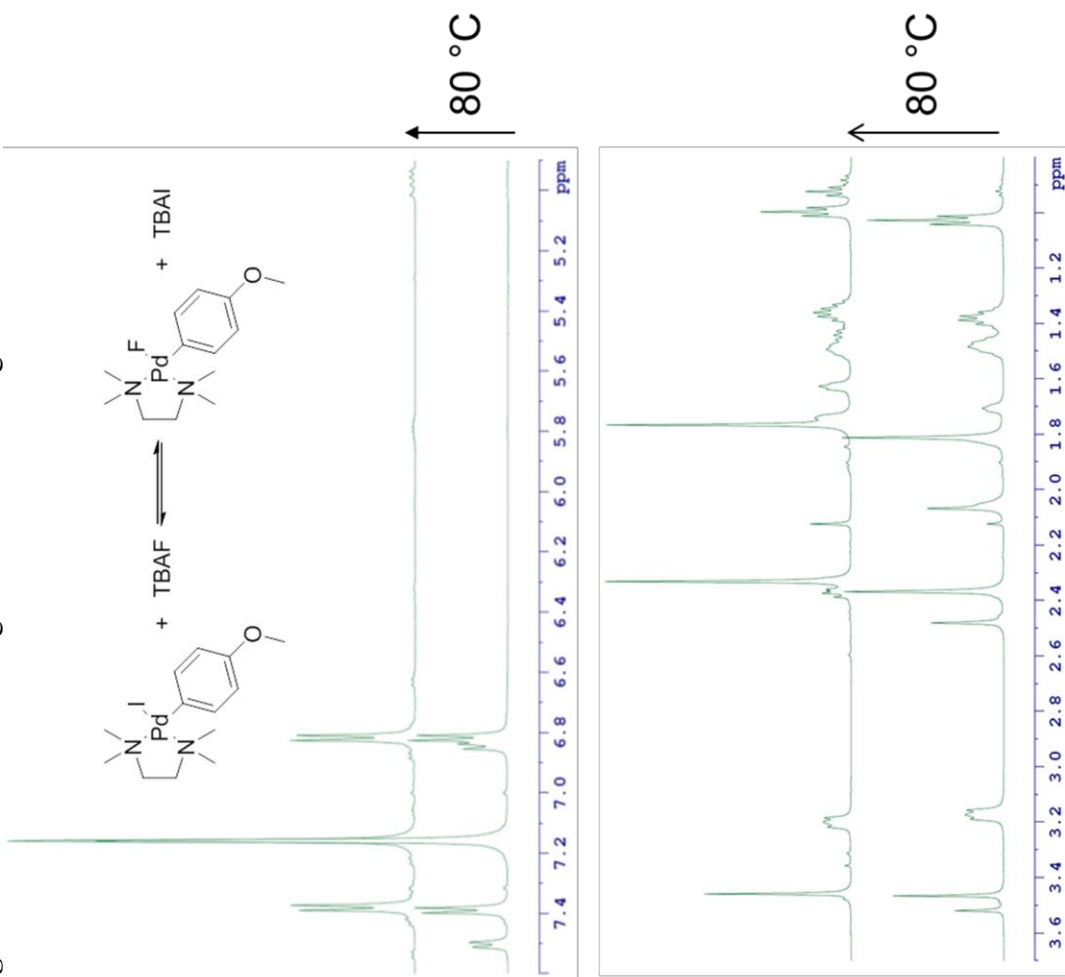 N I N F
Pd + TBAF Pd + TBAI
N N
O O
80 °C
7.4 7.2 7.0 6.8 6.6 6.4 6.2 6.0 5.8 5.6 5.4 5.2 ppm
80 °C
3.6 3.4 3.2 3.0 2.8 2.6 2.4 2.2 2.0 1.8 1.6 1.4 1.2 ppm